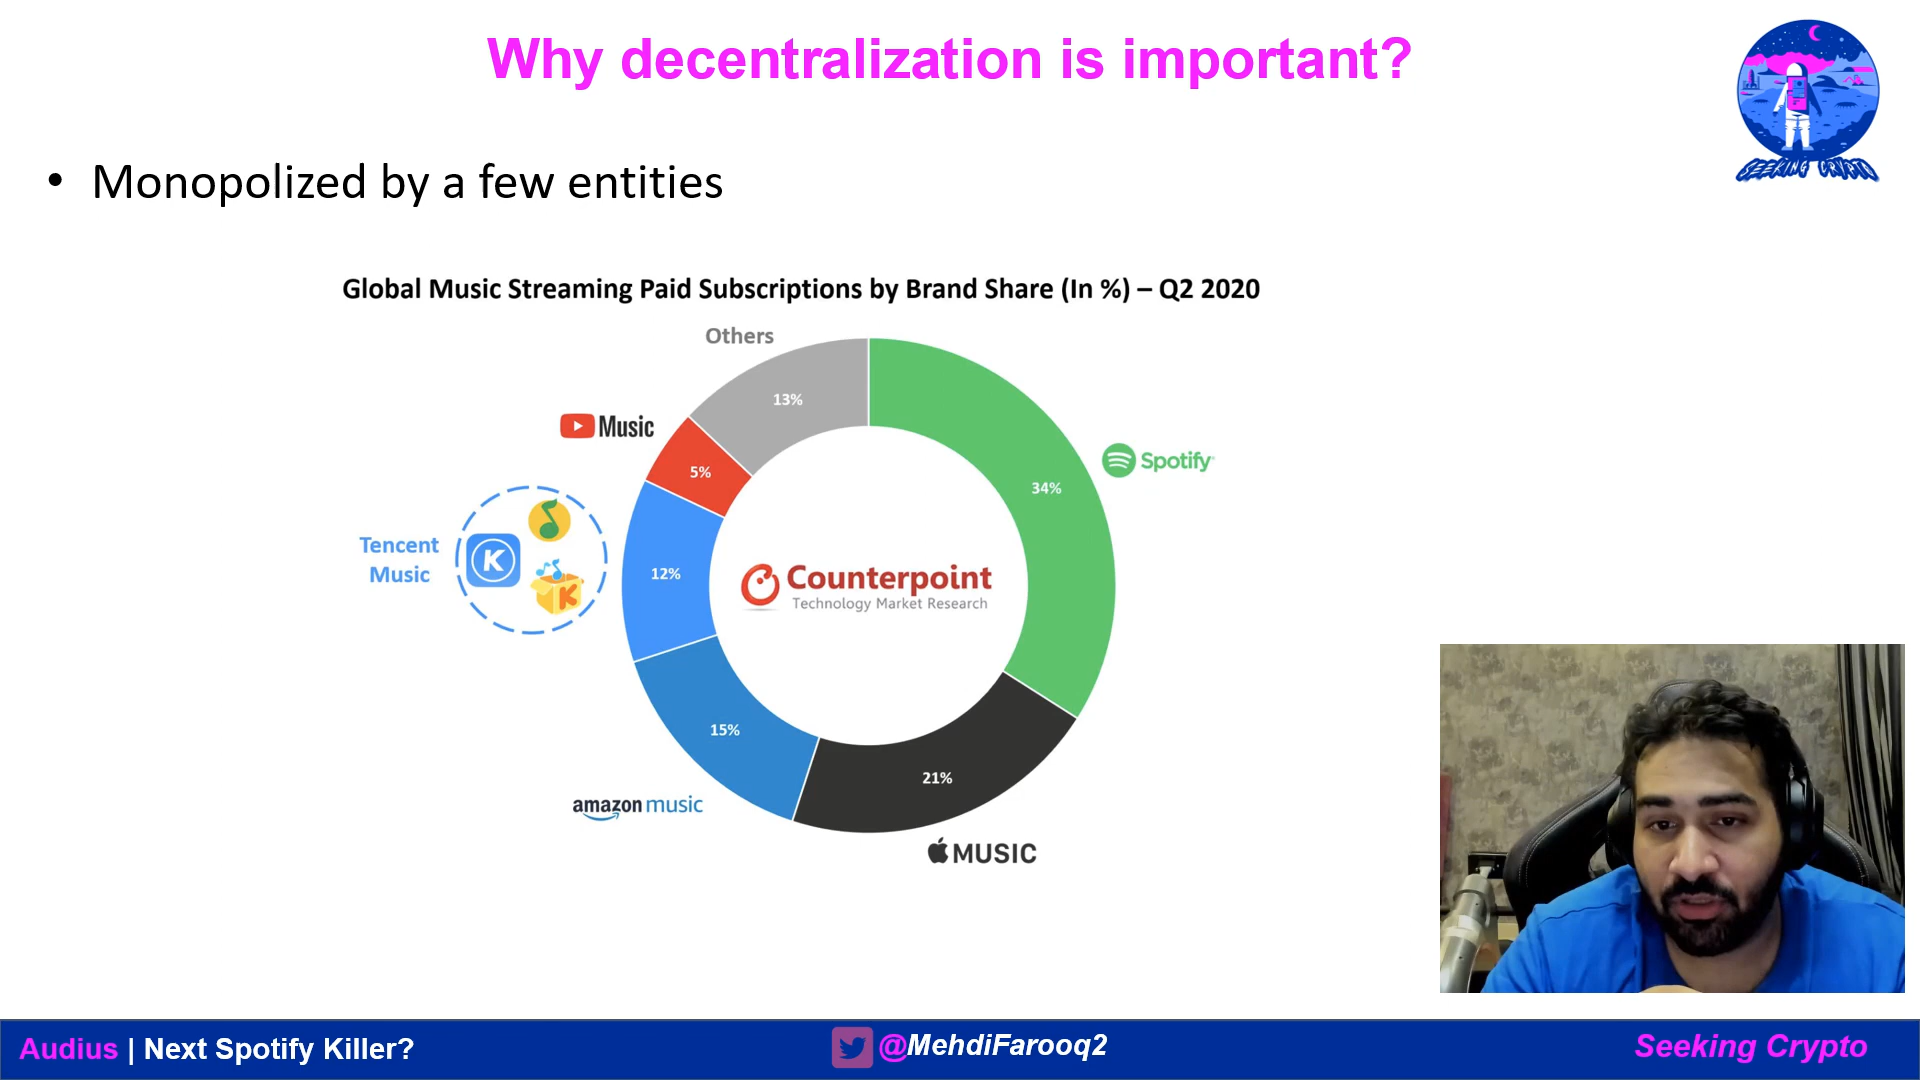 Why decentralization is important?
SEEKING CRYPTO
• Monopolized by a few entities
Global Music Streaming Paid Subscriptions by Brand Share (In %) – Q2 2020
Others
13%
Music
5%
Spotify
34%
Tencent
Music
K
K
12%
Counterpoint
Technology Market Research
15%
21%
amazon music
MUSIC
Audius | Next Spotify Killer?
@MehdiFarooq2
Seeking Crypto